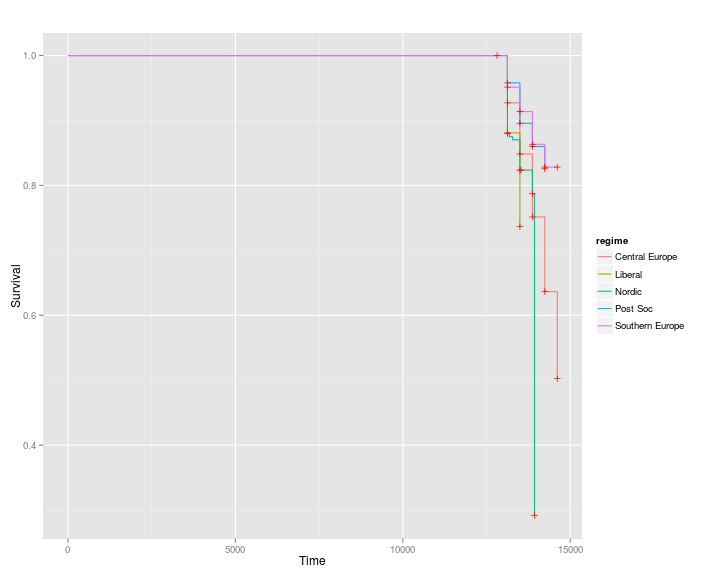 1.0
0.8
0.6
0.4
Survival
0
5000
10000
15000
Time
regime
Central Europe
Liberal
Nordic
Post Soc
Southern Europe